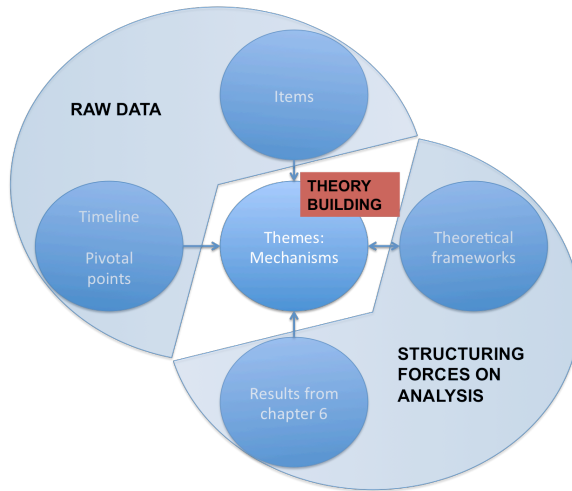 RAW DATA
Items
THEORY
BUILDING
Timeline
Pivotal
points
Themes:
Mechanisms
Theoretical
frameworks
Results from
chapter 6
STRUCTURING
FORCES ON
ANALYSIS